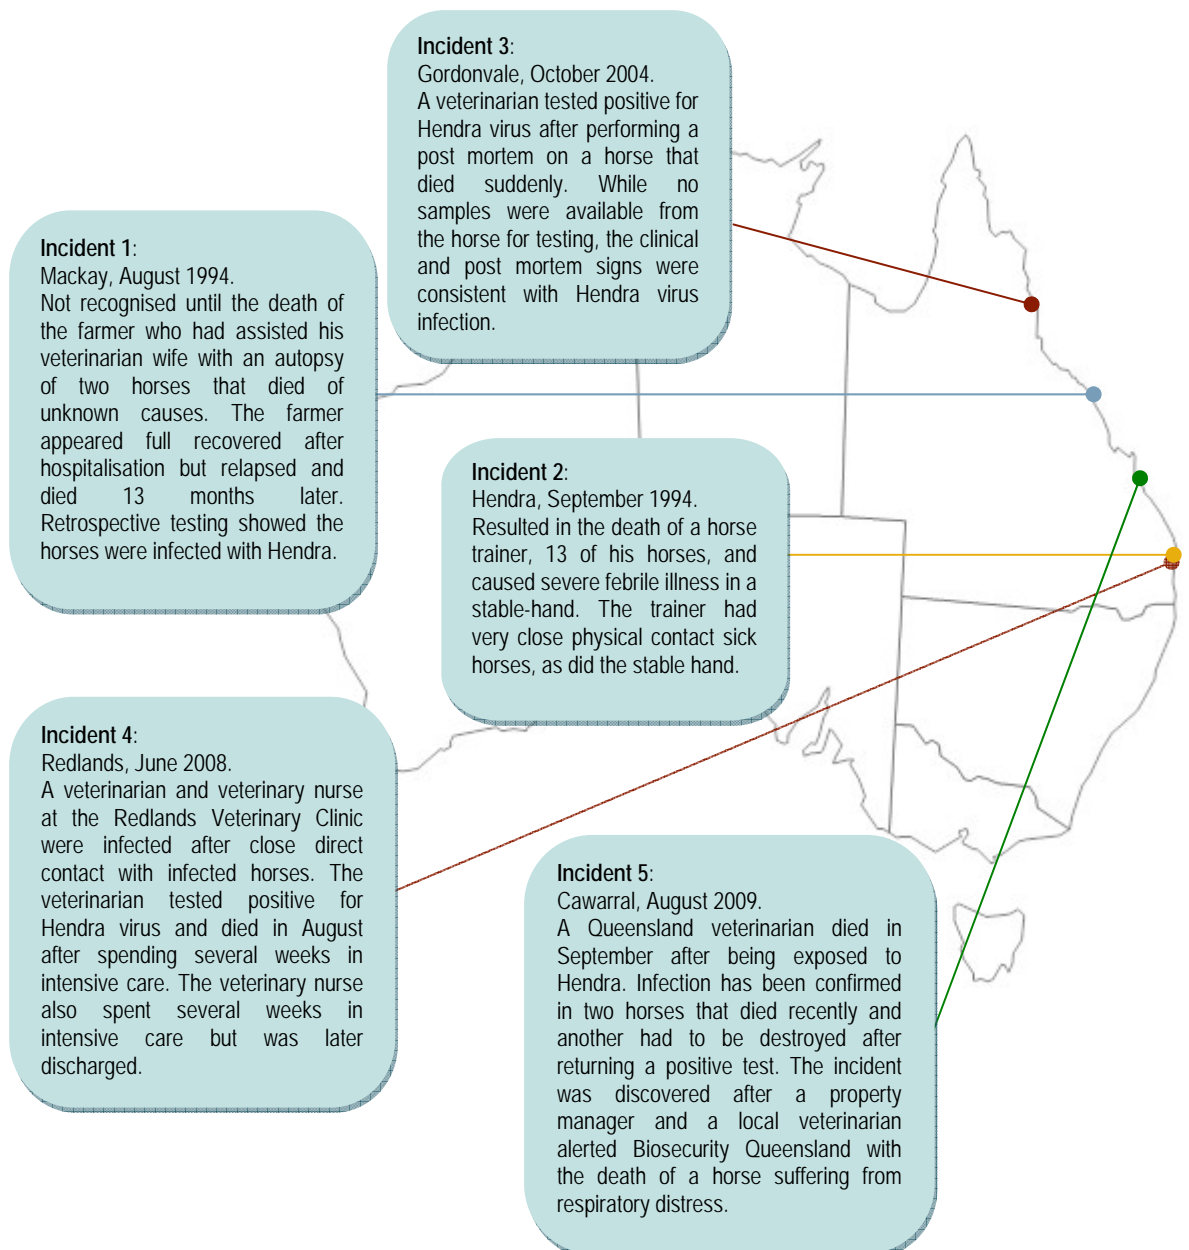 Incident 3:
Gordonvale, October 2004.
A veterinarian tested positive for
Hendra virus after performing a
post mortem on a horse that
died suddenly. While no
samples were available from
the horse for testing, the clinical
and post mortem signs were
consistent with Hendra virus
infection.
Incident 1:
Mackay, August 1994.
Not recognised until the death of
the farmer who had assisted his
veterinarian wife with an autopsy
of two horses that died of
unknown causes. The farmer
appeared full recovered after
hospitalisation but relapsed and
died 13 months later.
Retrospective testing showed the
horses were infected with Hendra.
Incident 2:
Hendra, September 1994.
Resulted in the death of a horse
trainer, 13 of his horses, and
caused severe febrile illness in a
stable-hand. The trainer had
very close physical contact sick
horses, as did the stable hand.
Incident 4:
Redlands, June 2008.
A veterinarian and veterinary nurse
at the Redlands Veterinary Clinic
were infected after close direct
contact with infected horses. The
veterinarian tested positive for
Hendra virus and died in August
after spending several weeks in
intensive care. The veterinary nurse
also spent several weeks in
intensive care but was later
discharged.
Incident 5:
Cawarral, August 2009.
A Queensland veterinarian died in
September after being exposed to
Hendra. Infection has been confirmed
in two horses that died recently and
another had to be destroyed after
returning a positive test. The incident
was discovered after a property
manager and a local veterinarian
alerted Biosecurity Queensland with
the death of a horse suffering from
respiratory distress.